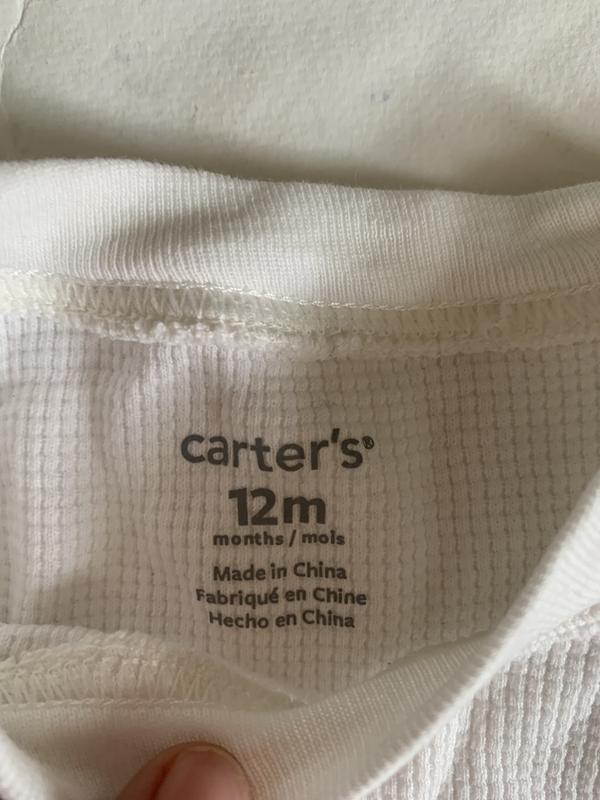 carter's®
12m
months / mois
Made in China
Fabriqué en Chine
Hecho en China